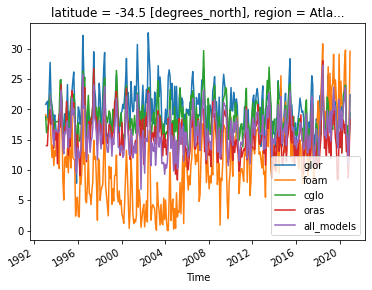 latitude = -34.5 [degrees_north], region = Atla...
30
25
20
15
10
5
0
glor
foam
cglo
oras
all_models
1992
1996
2000
2004
2008
2012
2016
2020
Time